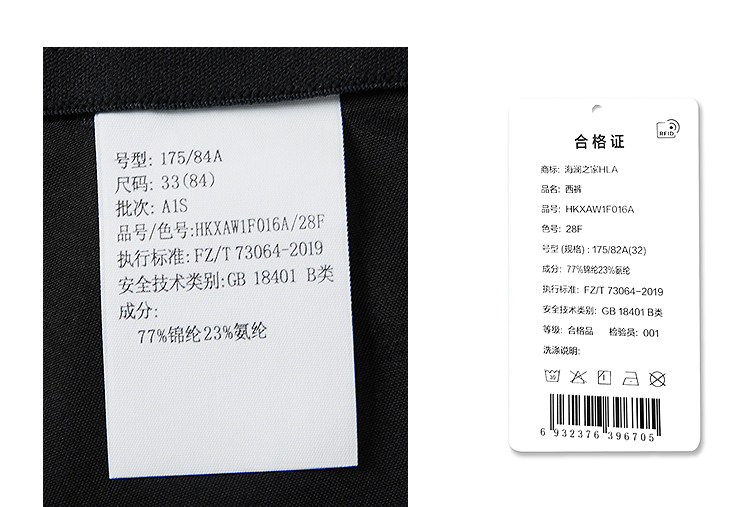 号型: 175/84A
尺码: 33(84)
批次: A1S
品号/色号:HKXAW1F016A/28F
执行标准: FZ/T 73064-2019
安全技术类别:GB 18401 B类
成分:
77%锦纶23%氨纶
RFID
合格证
商标: 海澜之家HLA
品名: 西裤
品号: HKXAW1F016A
色号: 28F
号型 (规格) : 175/82A(32)
成分: 77%锦纶23%氨纶
执行标准: FZ/T 73064-2019
安全技术类别: GB 18401 B类
等级: 合格品 检验员: 001
洗涤说明:
30
6 932376 396705